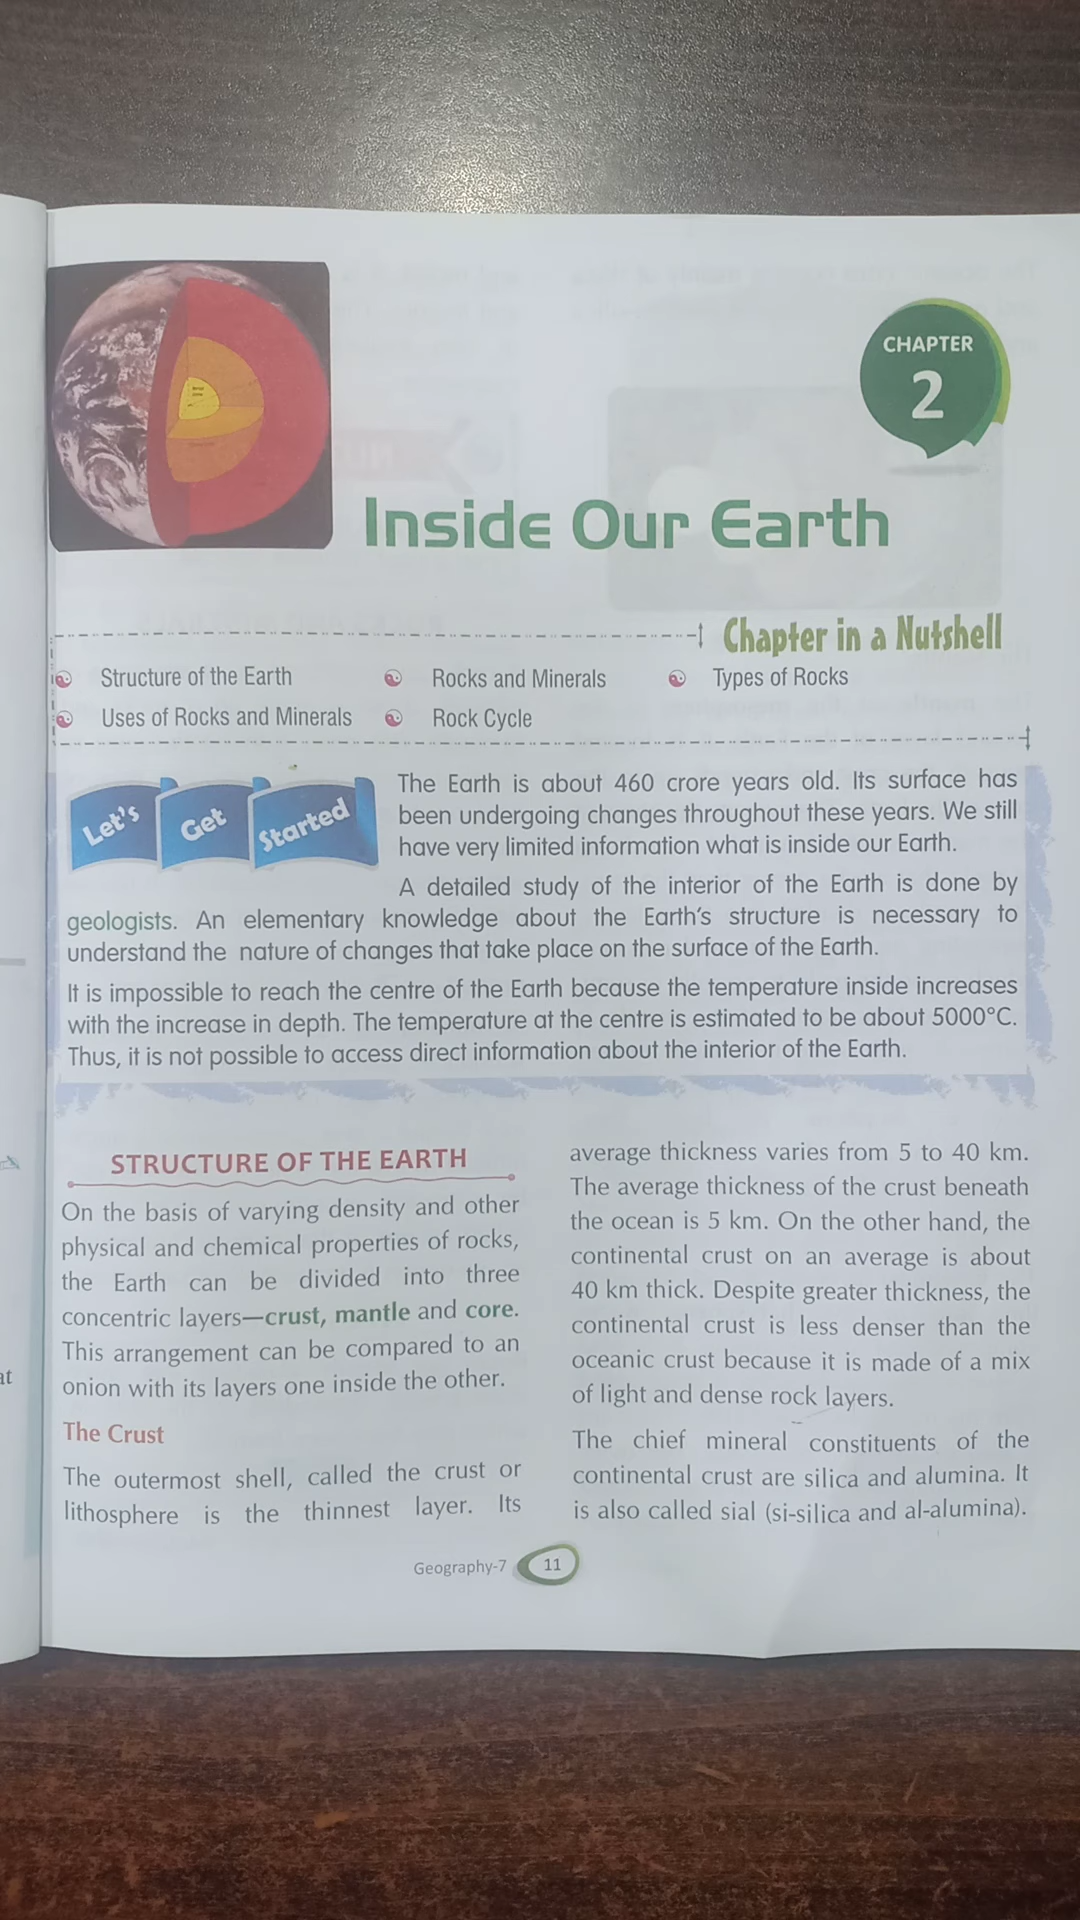 CHAPTER
2
Inside Our Earth
Chapter in a Nutshell
Structure of the Earth
Rocks and Minerals
Types of Rocks
Uses of Rocks and Minerals
Rock Cycle
Let's Get Started
The Earth is about 460 crore years old. Its surface has
been undergoing changes throughout these years. We still
have very limited information what is inside our Earth.
A detailed study of the interior of the Earth is done by
geologists. An elementary knowledge about the Earth's structure is necessary to
understand the nature of changes that take place on the surface of the Earth.
It is impossible to reach the centre of the Earth because the temperature inside increases
with the increase in depth. The temperature at the centre is estimated to be about 5000°C.
Thus, it is not possible to access direct information about the interior of the Earth.
STRUCTURE OF THE EARTH
On the basis of varying density and other
physical and chemical properties of rocks,
the Earth can be divided into three
concentric layers—crust, mantle and core.
This arrangement can be compared to an
onion with its layers one inside the other.
The Crust
The outermost shell, called the crust or
lithosphere is the thinnest layer. Its
average thickness varies from 5 to 40 km.
The average thickness of the crust beneath
the ocean is 5 km. On the other hand, the
continental crust on an average is about
40 km thick. Despite greater thickness, the
continental crust is less denser than the
oceanic crust because it is made of a mix
of light and dense rock layers.
The chief mineral constituents of the
continental crust are silica and alumina. It
is also called sial (si-silica and al-alumina).
Geography-7
11